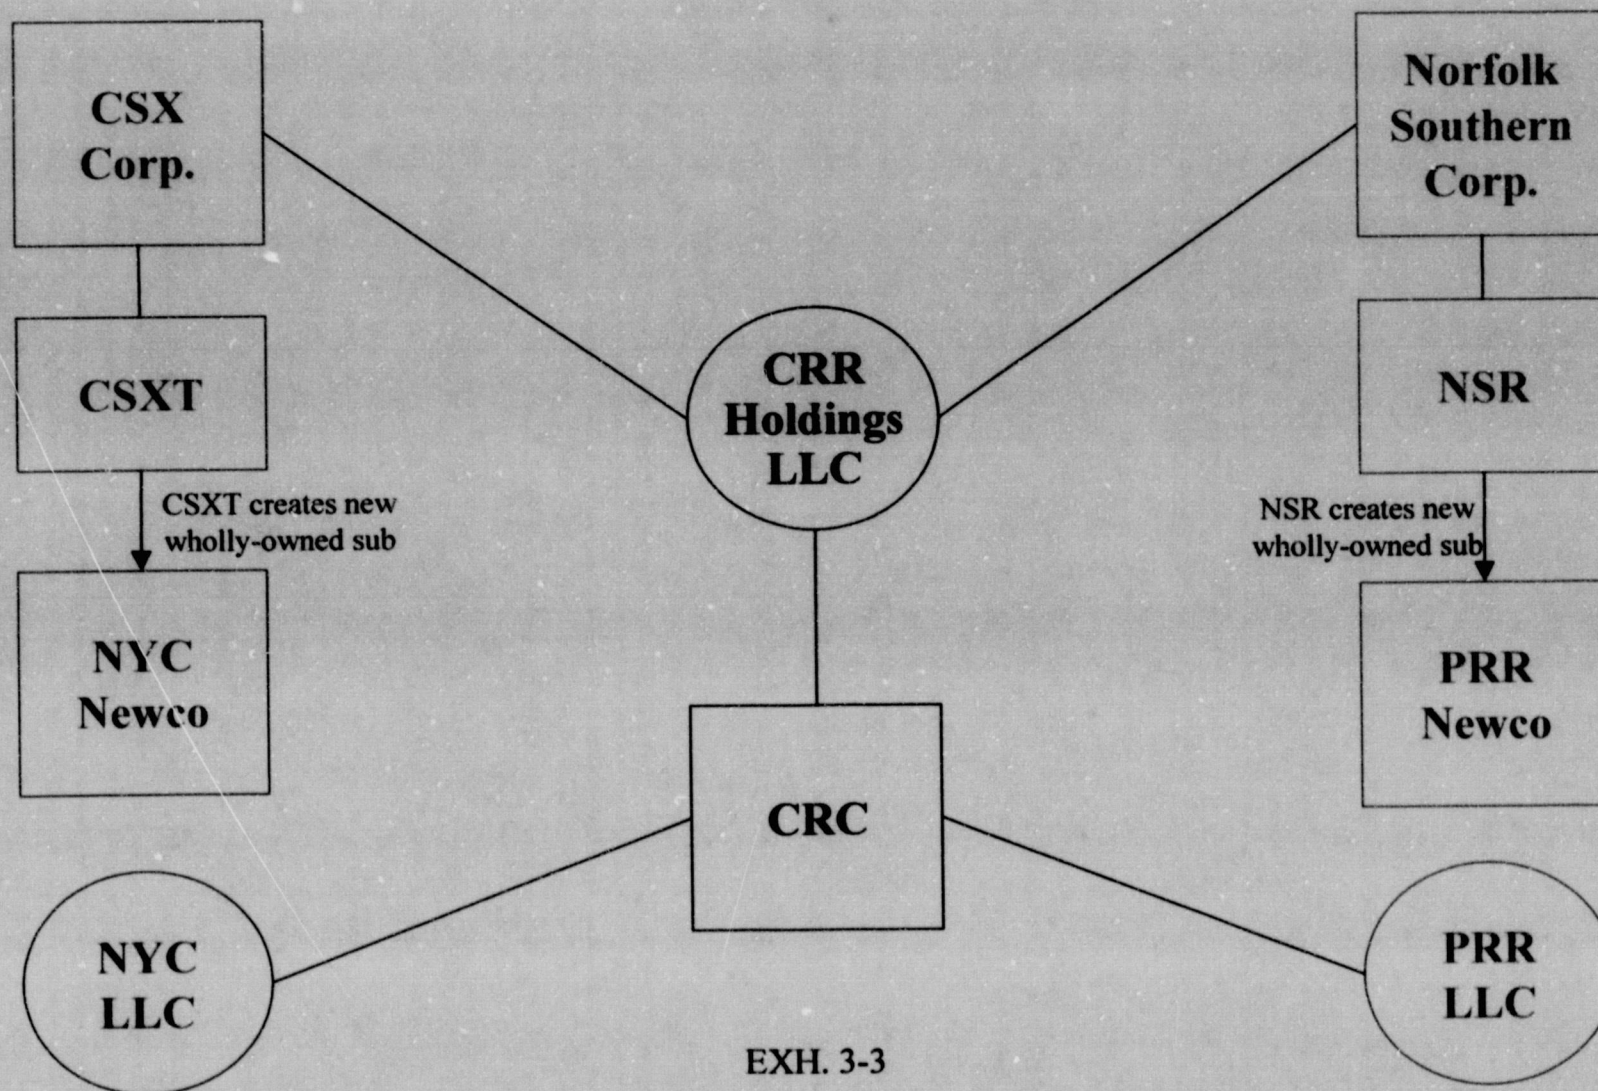 CSX
Corp.
Norfolk
Southern
Corp.
CSXT
CRR
Holdings
LLC
NSR
CSXT creates new
wholly-owned sub
NSR creates new
wholly-owned sub
NYC
Newco
PRR
Newco
CRC
NYC
LLC
PRR
LLC
EXH. 3-3